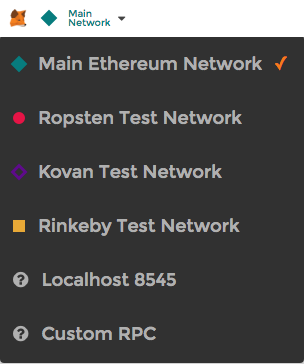 Main
Network
Main Ethereum Network
Ropsten Test Network
Kovan Test Network
Rinkeby Test Network
Localhost 8545
Custom RPC